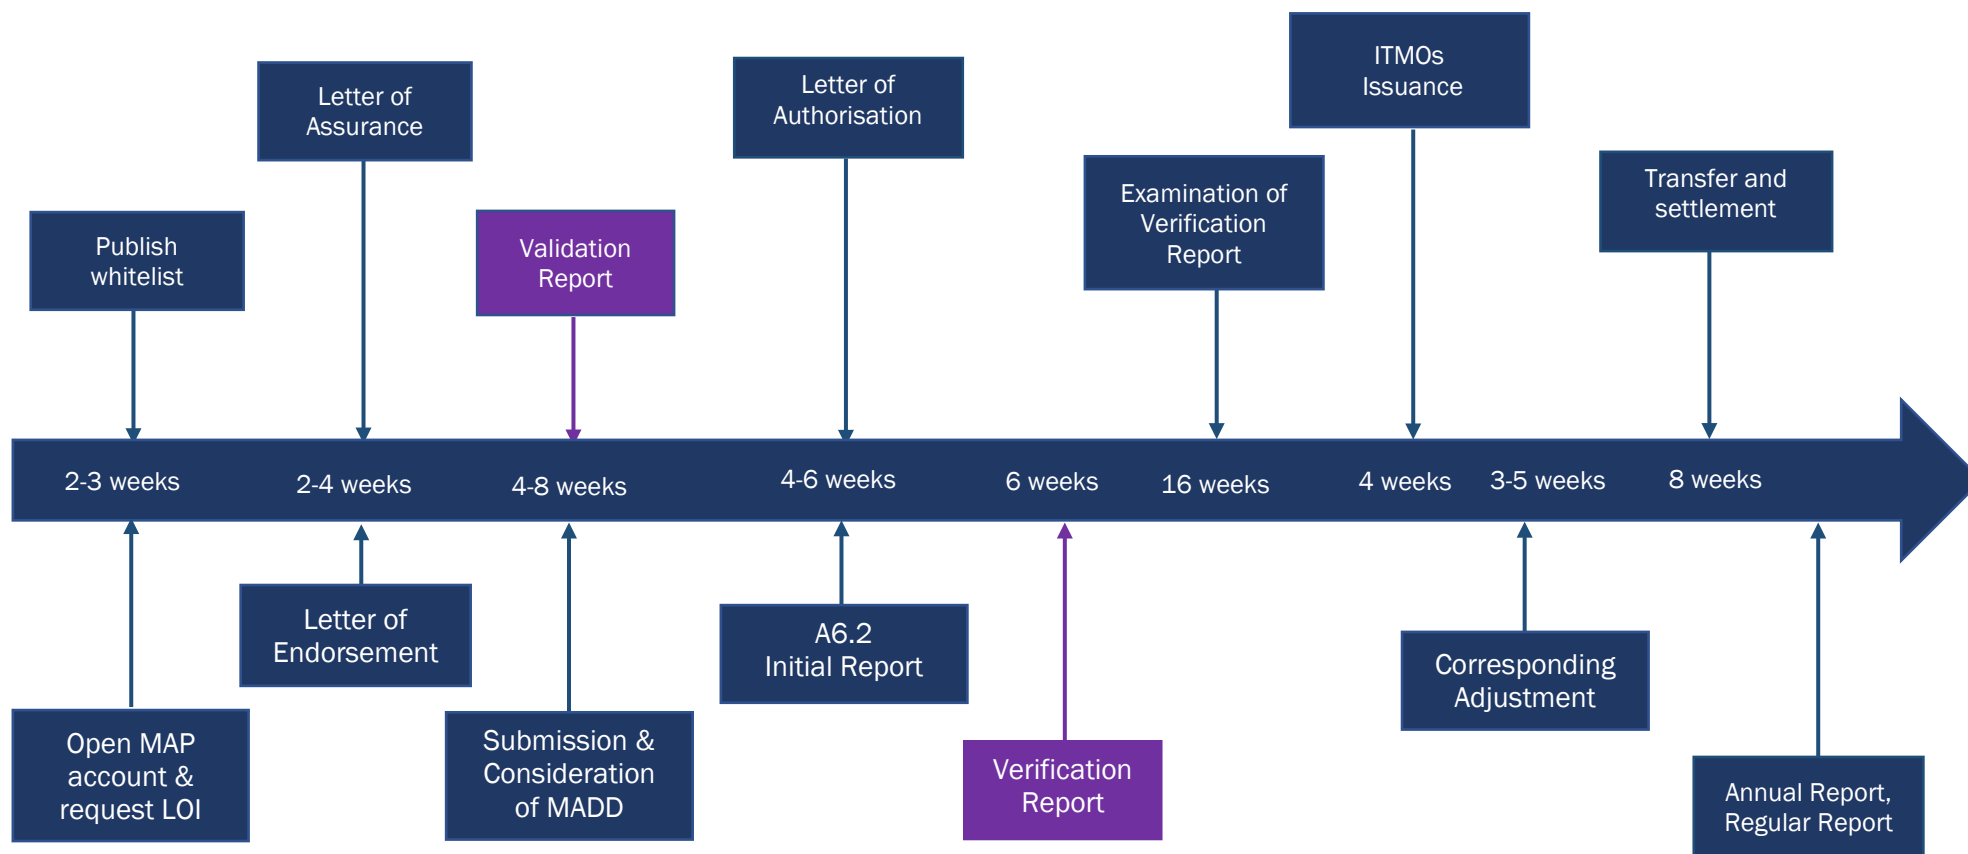 ITMOs
Issuance
Letter of
Assurance
Letter of
Authorisation
Transfer and
settlement
Examination of
Verification
Report
Publish
whitelist
Validation
Report
2-3 weeks
2-4 weeks
4-8 weeks
4-6 weeks
6 weeks
16 weeks
4 weeks
3-5 weeks
8 weeks
Letter of
Endorsement
A6.2
Initial Report
Corresponding
Adjustment
Open MAP
account &
request LOI
Submission &
Consideration
of MADD
Verification
Report
Annual Report,
Regular Report